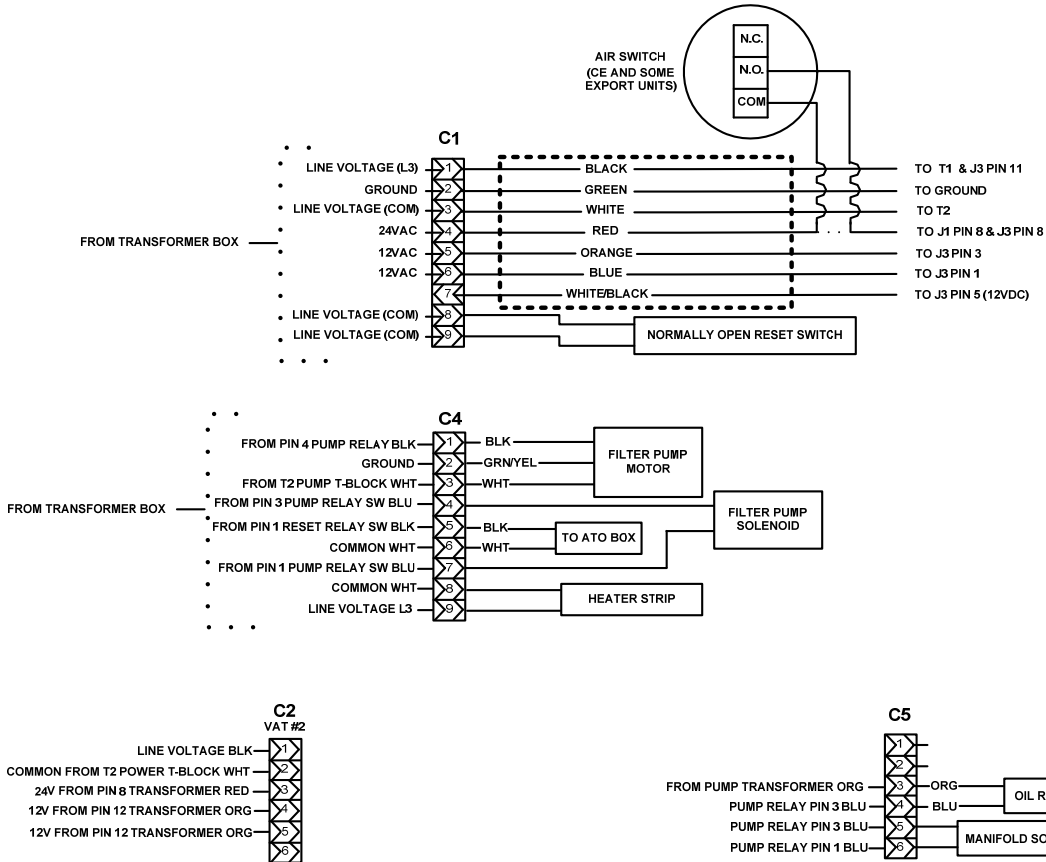 N.C.
AIR SWITCH
(CE AND SOME
EXPORT UNITS)
N.O.
COM
C1
LINE VOLTAGE (L3) 1 BLACK TO T1 & J3 PIN 11
GROUND 2 GREEN TO GROUND
LINE VOLTAGE (COM) 3 WHITE TO T2
24VAC 4 RED TO J1 PIN 8 & J3 PIN 8
FROM TRANSFORMER BOX
12VAC 5 ORANGE TO J3 PIN 3
12VAC 6 BLUE TO J3 PIN 1
7 WHITE/BLACK TO J3 PIN 5 (12VDC)
LINE VOLTAGE (COM) 8
LINE VOLTAGE (COM) 9
NORMALLY OPEN RESET SWITCH
C4
FROM PIN 4 PUMP RELAY BLK 1 BLK
GROUND 2 GRN/YEL
FROM T2 PUMP T-BLOCK WHT 3 WHT
FILTER PUMP
MOTOR
FROM TRANSFORMER BOX
FROM PIN 3 PUMP RELAY SW BLU 4
FILTER PUMP
SOLENOID
FROM PIN 1 RESET RELAY SW BLK 5 BLK
COMMON WHT 6 WHT
TO ATO BOX
FROM PIN 1 PUMP RELAY SW BLU 7
COMMON WHT 8
LINE VOLTAGE L3 9
HEATER STRIP
C2
VAT #2
LINE VOLTAGE BLK 1
COMMON FROM T2 POWER T-BLOCK WHT 2
24V FROM PIN 8 TRANSFORMER RED 3
12V FROM PIN 12 TRANSFORMER ORG 4
12V FROM PIN 12 TRANSFORMER ORG 5
6
C5
1
2
FROM PUMP TRANSFORMER ORG 3 ORG
PUMP RELAY PIN 3 BLU 4 BLU
OIL R
PUMP RELAY PIN 3 BLU 5
PUMP RELAY PIN 1 BLU 6
MANIFOLD SO